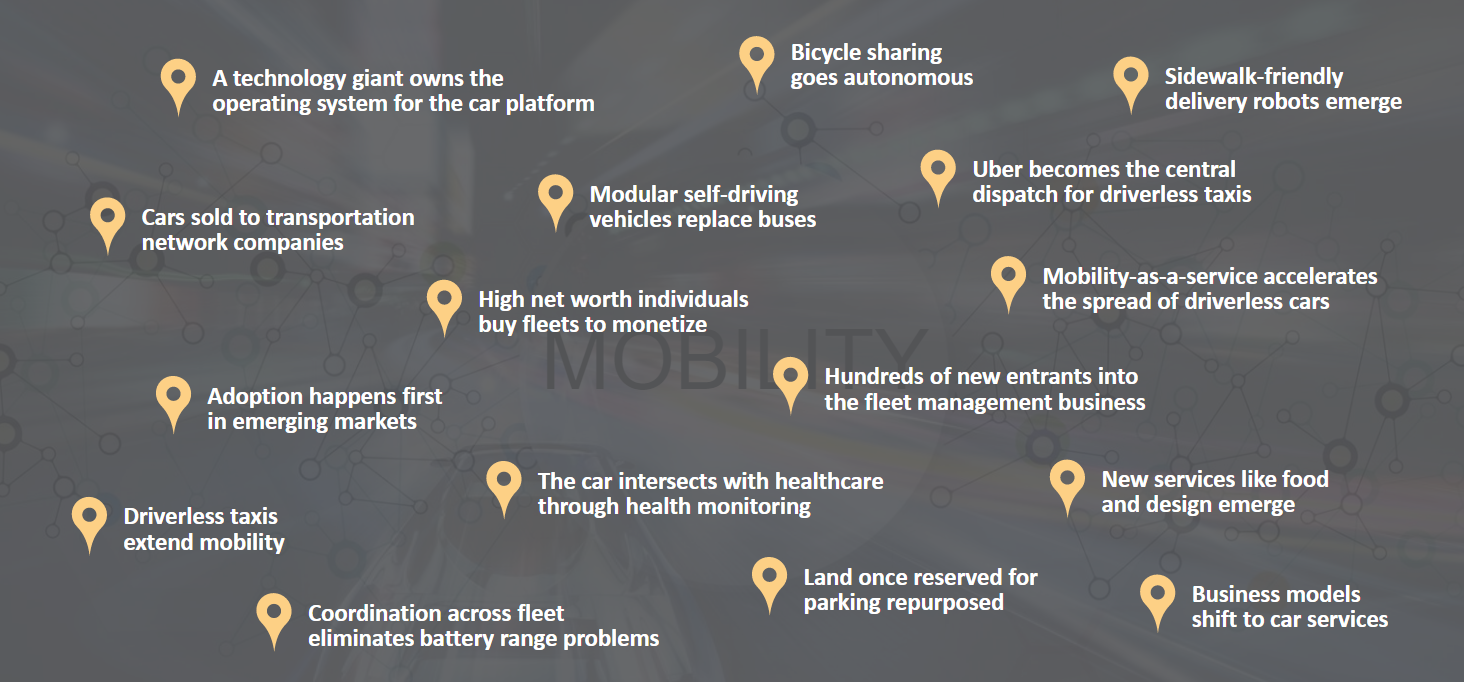 A technology giant owns the
operating system for the car platform
Bicycle sharing
goes autonomous
Sidewalk-friendly
delivery robots emerge
Cars sold to transportation
network companies
Modular self-driving
vehicles replace buses
Uber becomes the central
dispatch for driverless taxis
High net worth individuals
buy fleets to monetize
Mobility-as-a-service accelerates
the spread of driverless cars
MOBILITY
Adoption happens first
in emerging markets
Hundreds of new entrants into
the fleet management business
The car intersects with healthcare
through health monitoring
New services like food
and design emerge
Driverless taxis
extend mobility
Land once reserved for
parking repurposed
Business models
shift to car services
Coordination across fleet
eliminates battery range problems